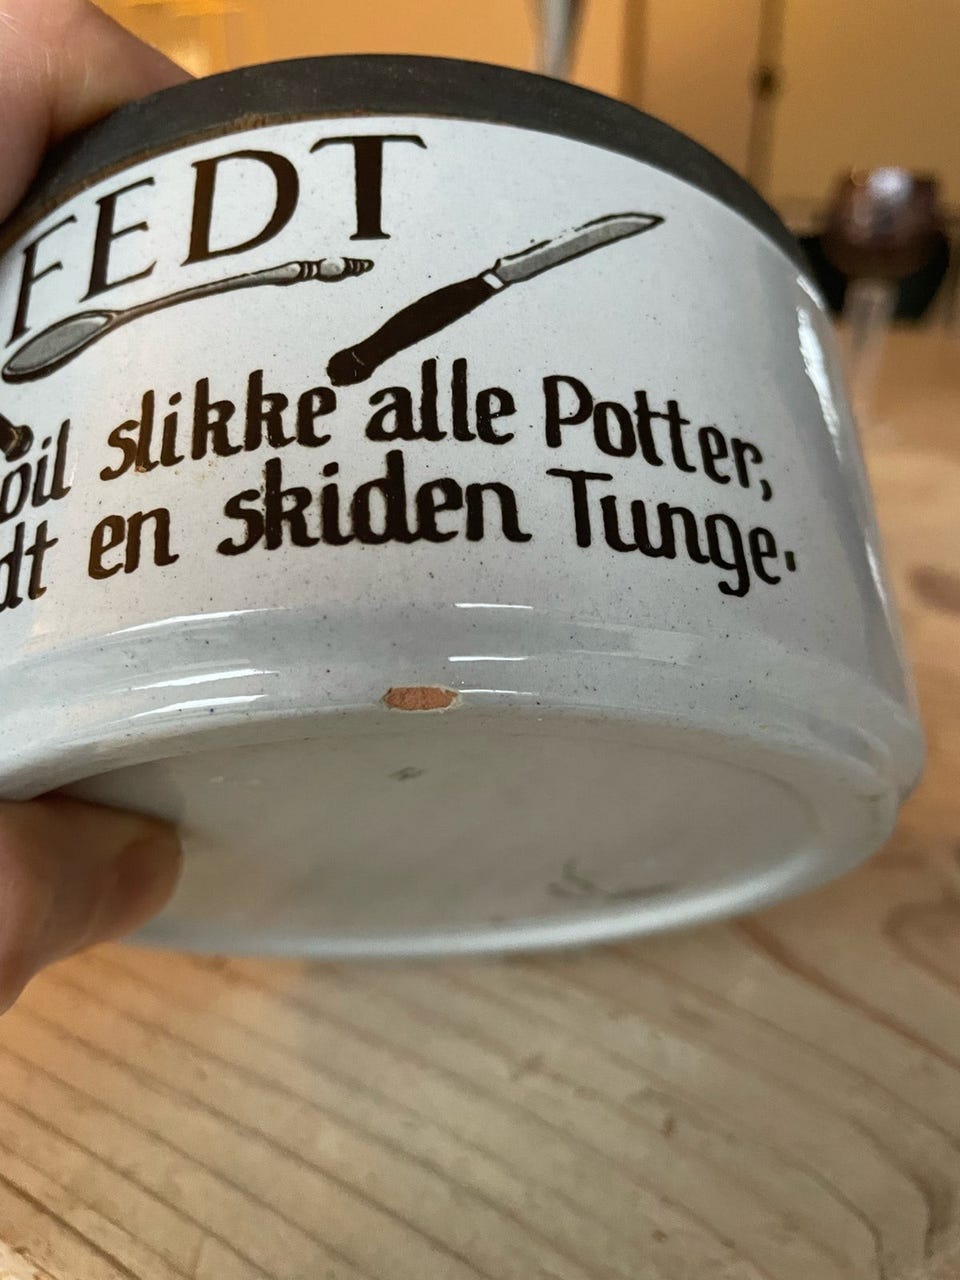 FEDT
slikke alle Potter,
en skiden Tunge.